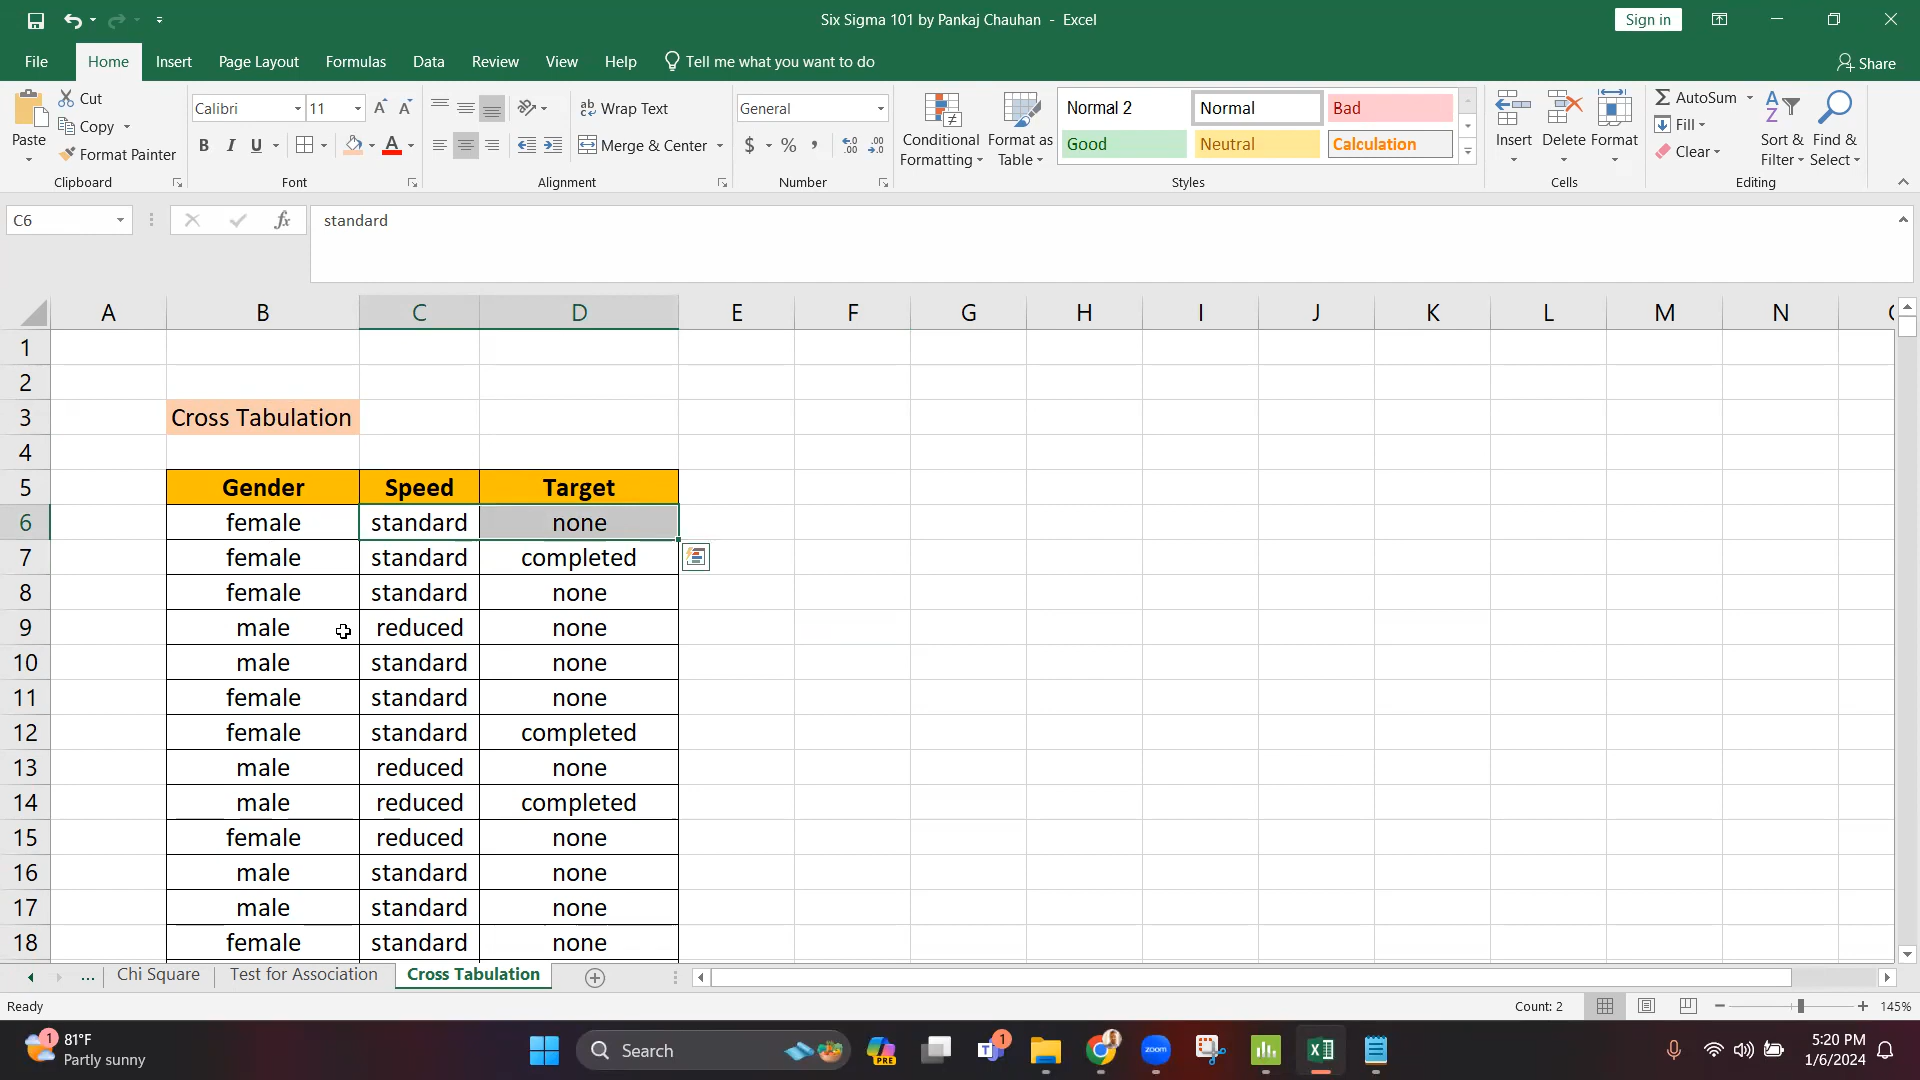 Six Sigma 101 by Pankaj Chauhan - Excel
Sign in
File Home Insert Page Layout Formulas Data Review View Help Tell me what you want to do Share
Paste Cut Copy Format Painter
Calibri 11 A A B I U A
ab Wrap Text Merge & Center
General $ % ,
Conditional Formatting Format as Table
Normal 2 Normal Bad
Good Neutral Calculation
Insert Delete Format
AutoSum Fill Clear Sort & Filter Find & Select
Clipboard Font Alignment Number Styles Cells Editing
C6 fx standard
A B C D E F G H I J K L M N
1
2
3 Cross Tabulation
4
5 Gender Speed Target
6 female standard none
7 female standard completed
8 female standard none
9 male reduced none
10 male standard none
11 female standard none
12 female standard completed
13 male reduced none
14 male reduced completed
15 female reduced none
16 male standard none
17 male standard none
18 female standard none
... Chi Square Test for Association Cross Tabulation
Ready Count: 2 145%
1 81°F
Partly sunny
Search PRE 1 zoom
5:20 PM
1/6/2024